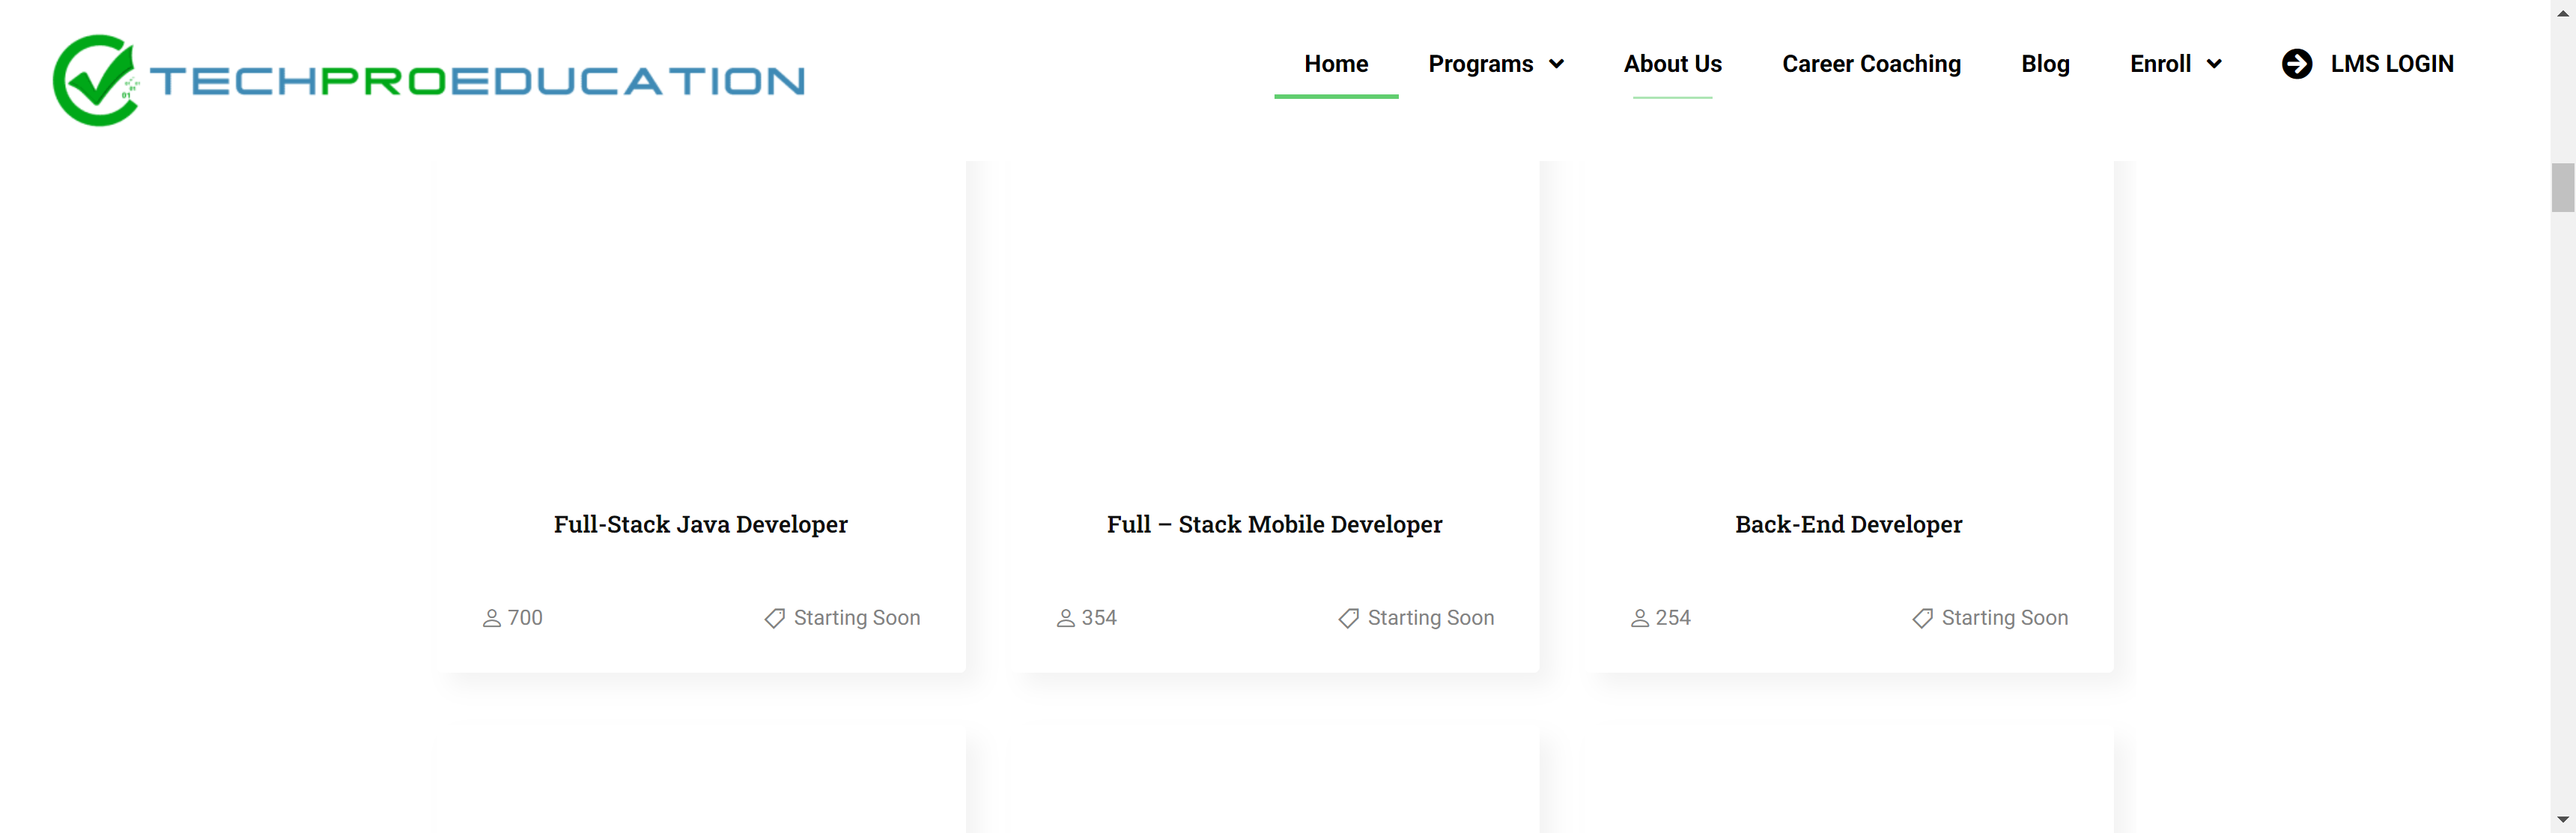 TECHPROEDUCATION
Home Programs About Us Career Coaching Blog Enroll LMS LOGIN
Full-Stack Java Developer
700 Starting Soon
Full – Stack Mobile Developer
354 Starting Soon
Back-End Developer
254 Starting Soon